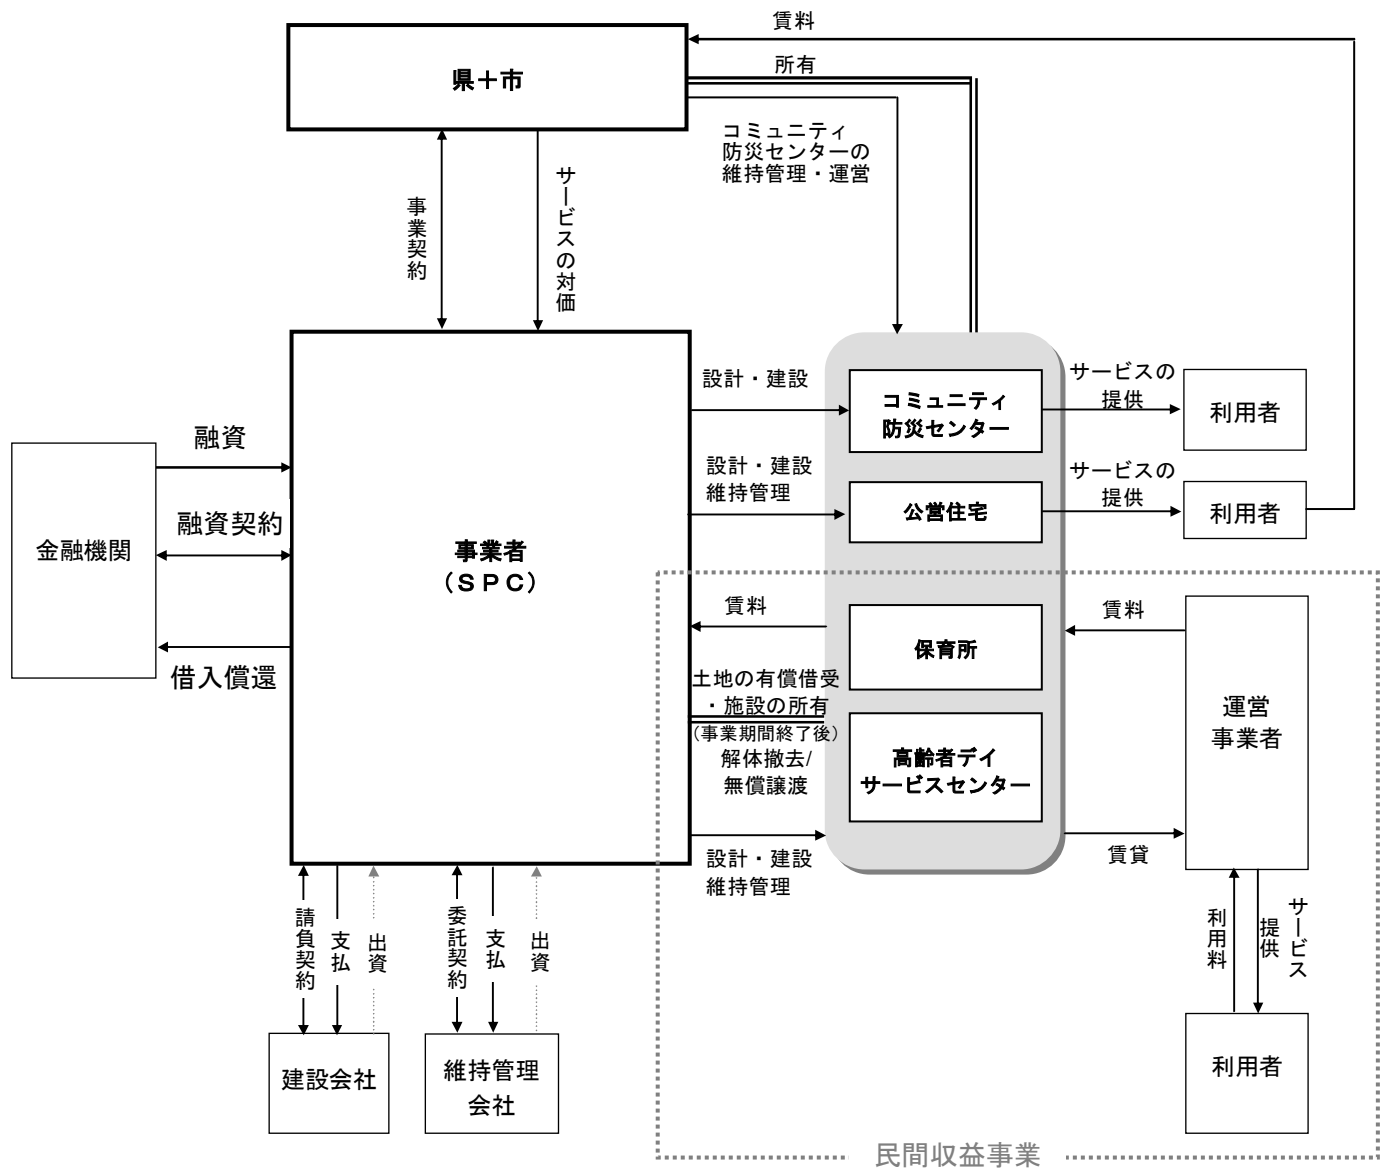 賃料
県＋市
所有
コミュニティ
防災センターの
維持管理・運営
事業契約
サービスの対価
設計・建設
コミュニティ
防災センター
サービスの
提供
利用者
融資
設計・建設
維持管理
公営住宅
サービスの
提供
利用者
融資契約
金融機関
事業者
（ＳＰＣ）
借入償還
賃料
保育所
賃料
土地の有償借受
・施設の所有
（事業期間終了後）
解体撤去/
無償譲渡
高齢者デイ
サービスセンター
運営
事業者
設計・建設
維持管理
賃貸
請負契約
支払
出資
委託契約
支払
出資
利用料
サービス
提供
建設会社
維持管理
会社
利用者
民間収益事業